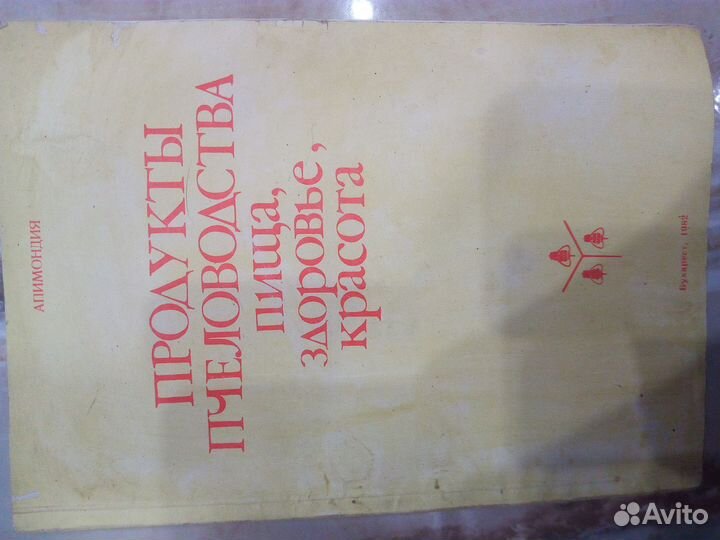 АПИМОНДИЯ
ПРОДУКТЫ
ПЧЕЛОВОДСТВА
пища,
здоровье,
красота
Бухарест, 1982
Avito